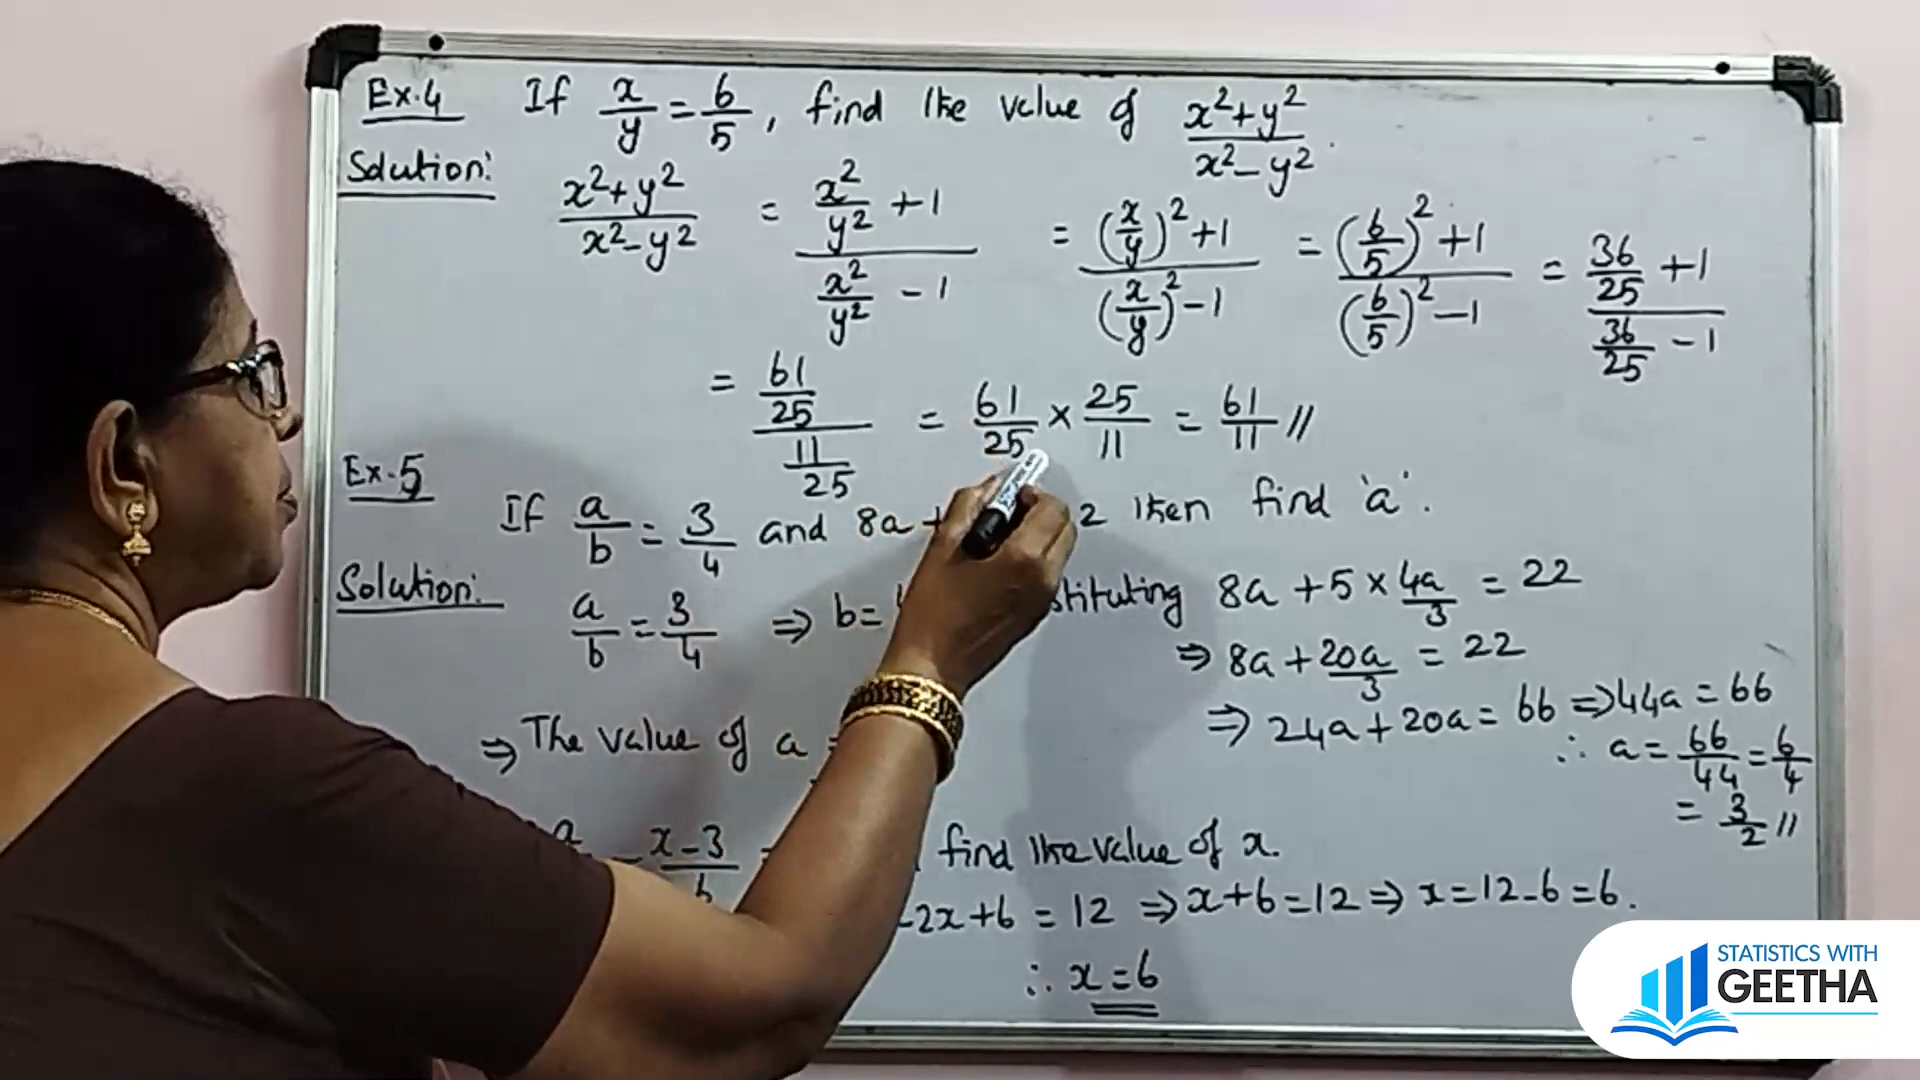 Ex.4 If x/y = 6/5, find the value of (x²+y²)/(x²-y²).
Solution:
(x²+y²)/(x²-y²) = (x²/y² + 1)/(x²/y² - 1) = ((x/y)²+1)/((x/y)²-1) = ((6/5)²+1)/((6/5)²-1) = (36/25 + 1)/(36/25 - 1)
= (61/25)/(11/25) = 61/25 × 25/11 = 61/11 //
Ex.5
If a/b = 3/4 and 8a + 2 then find 'a'.
Solution:
a/b = 3/4 ⇒ b= stituting 8a + 5 × 4a/3 = 22
⇒ 8a + 20a/3 = 22
⇒ 24a + 20a = 66 ⇒ 44a = 66
⇒ The value of a = ∴ a = 66/44 = 6/4
= 3/2 //
- (x-3)/6 = find the value of x.
-2x+6 = 12 ⇒ x+6=12 ⇒ x=12-6=6.
∴ x=6
STATISTICS WITH
GEETHA